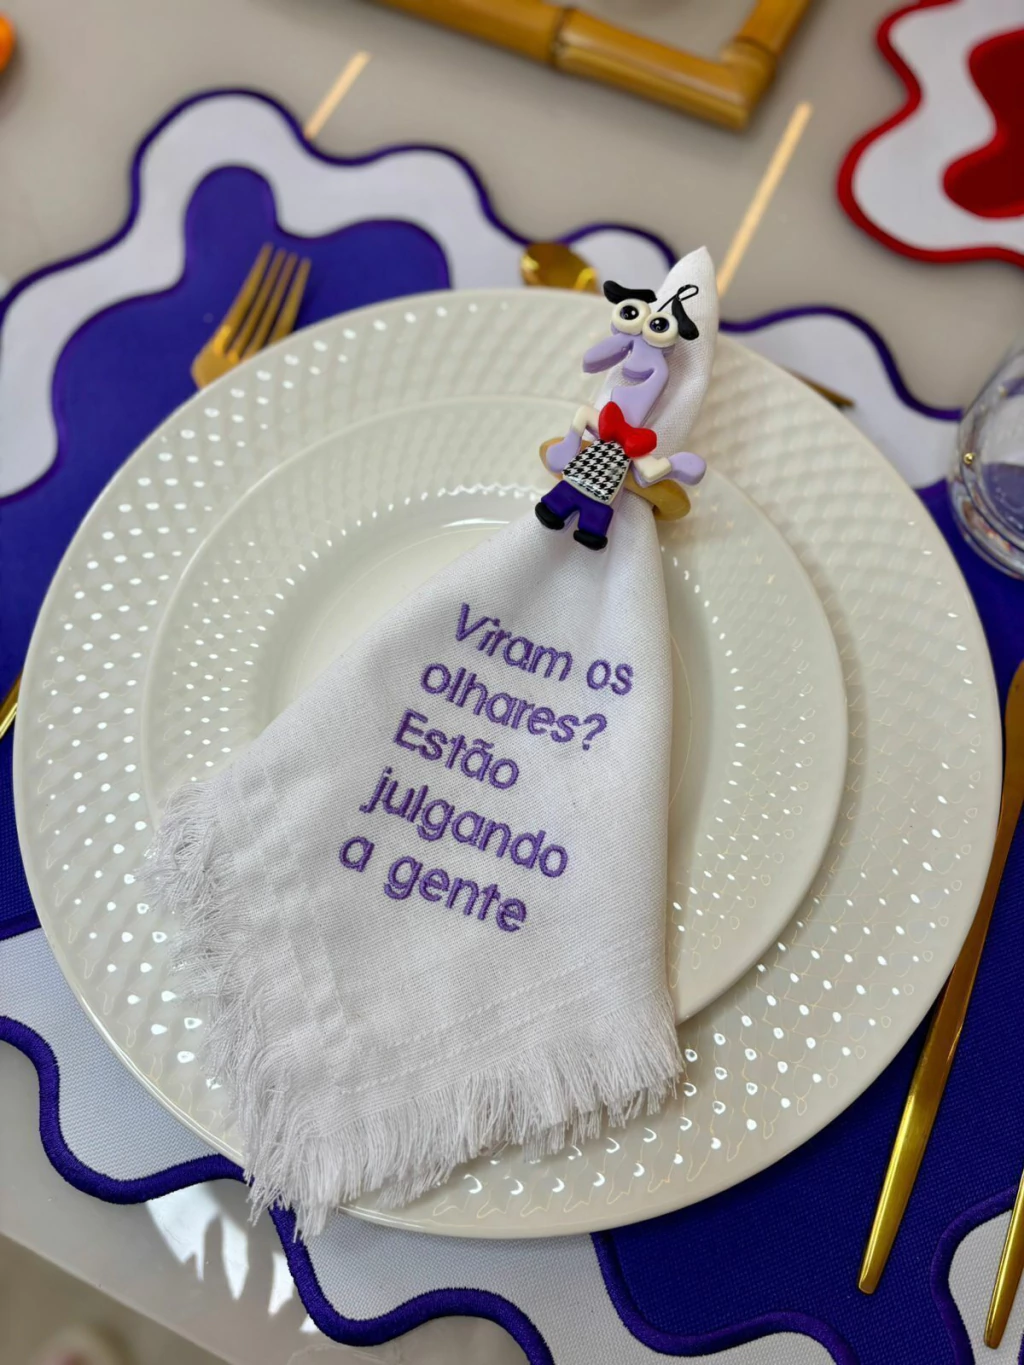 Viram os
olhares?
Estão
julgando
a gente